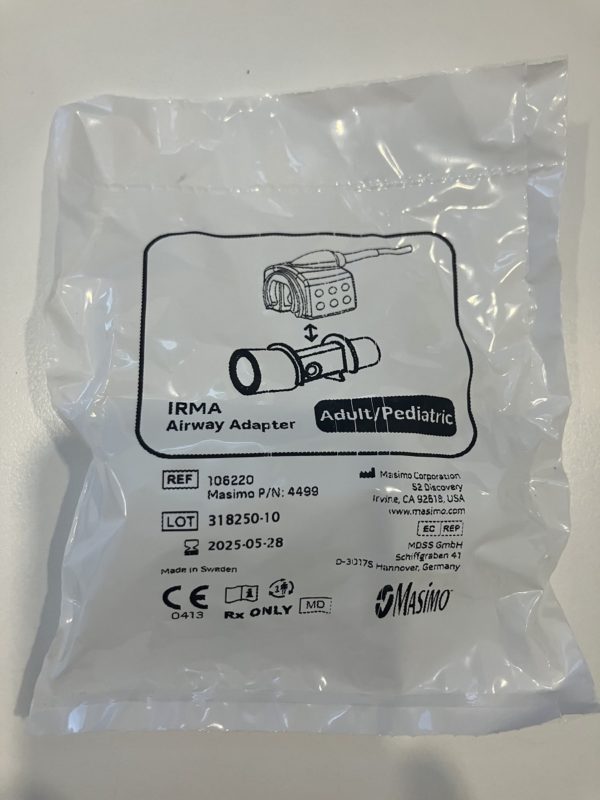 IRMA
Airway Adapter
Adult/Pediatric
REF 106220
Masimo P/N: 4499
LOT 318250-10
2025-05-28
Made in Sweden
CE
0413
Rx ONLY
MD
Masimo Corporation
52 Discovery
Irvine, CA 92618, USA
www.masimo.com
EC REP
MDSS GmbH
Schiffgraben 41
D-30175 Hannover, Germany
MASIMO